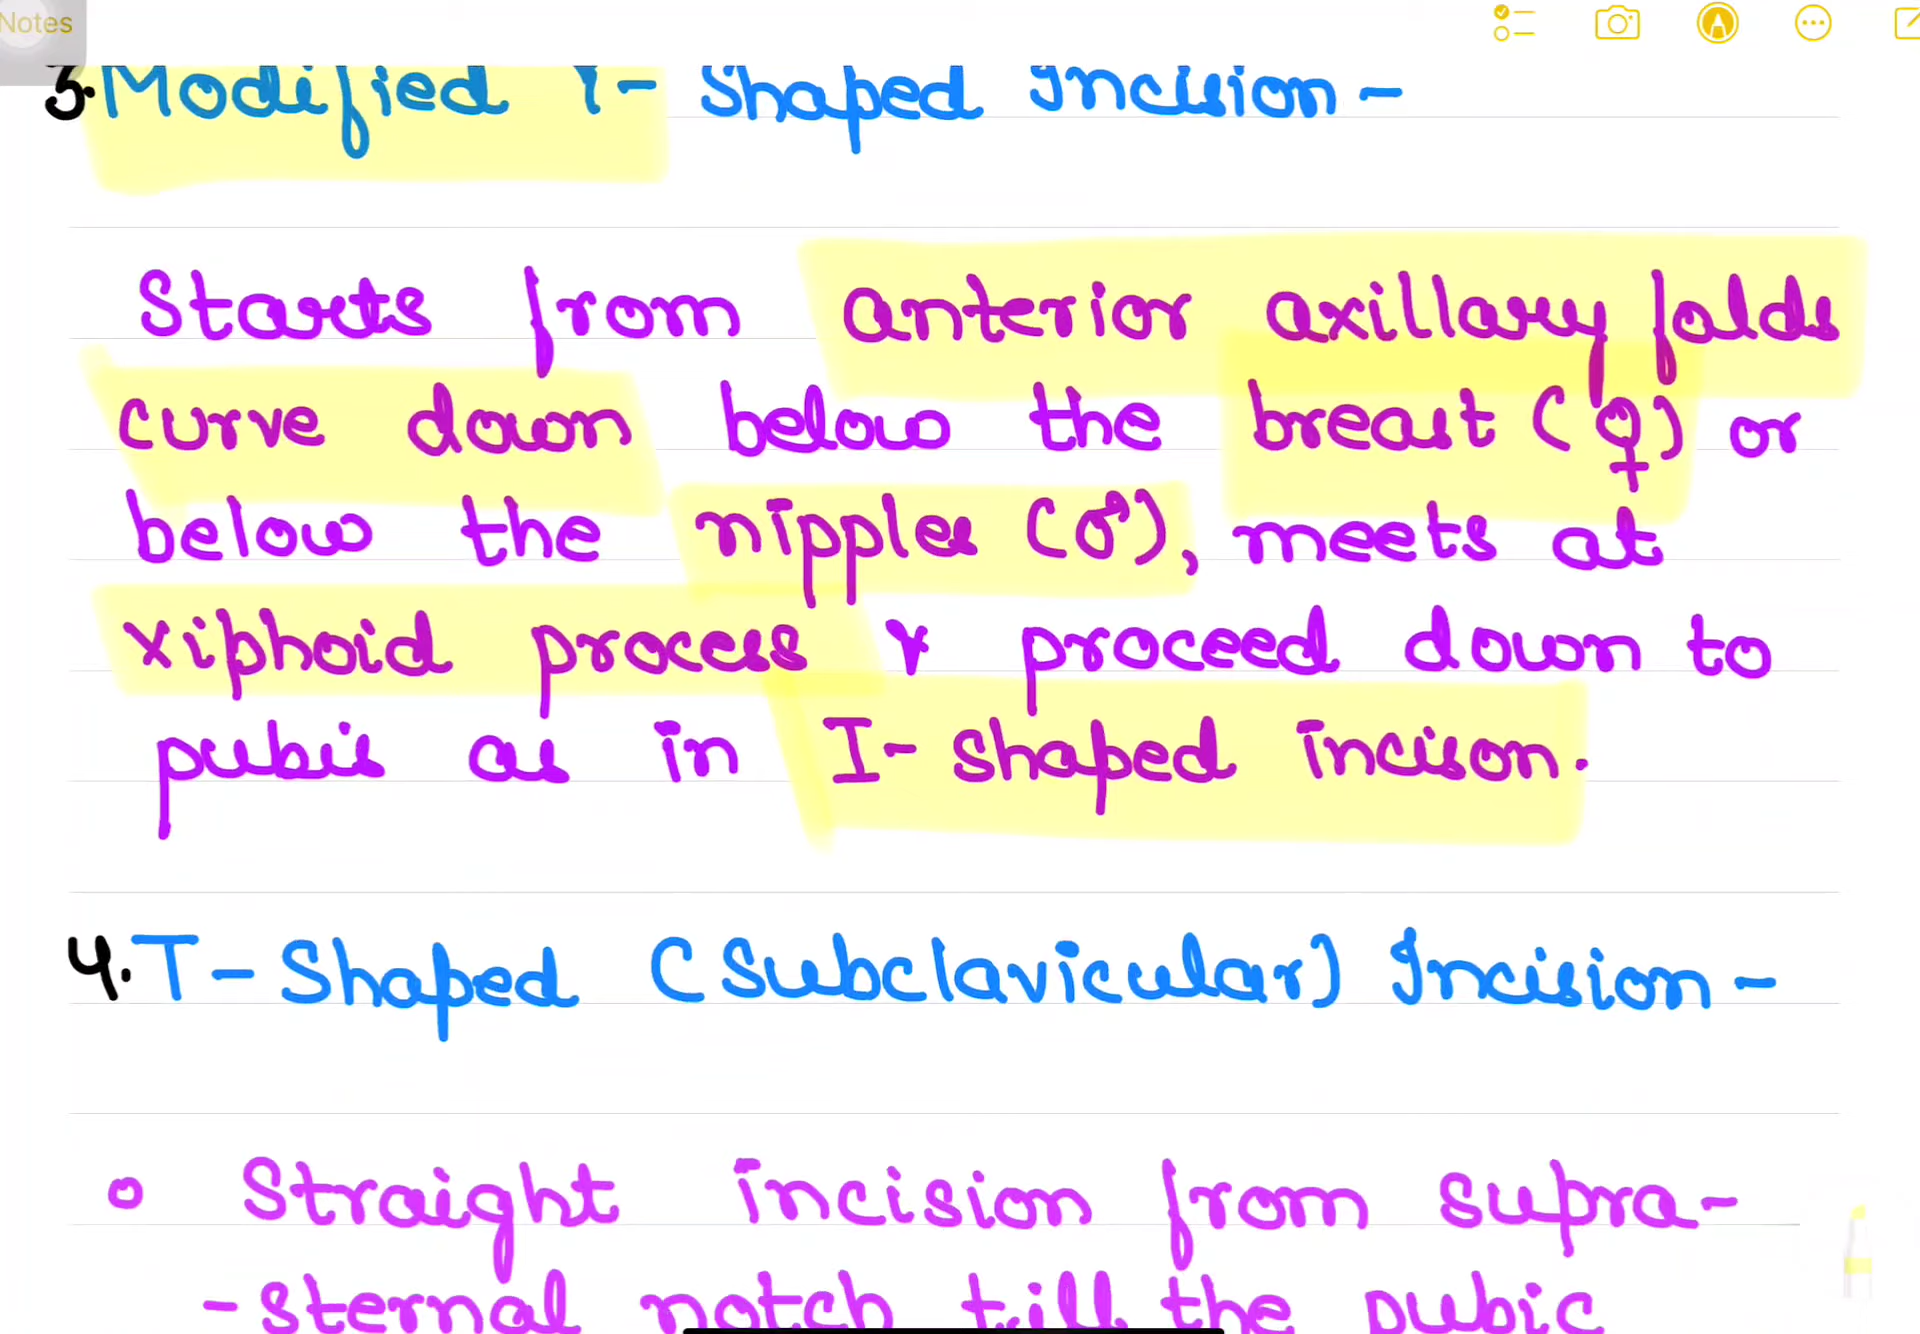 Notes
3. Modified Y- Shaped Incision -
Starts from anterior axillary folds
curve down below the breast (♀) or
below the nipples (♂), meets at
xiphoid process & proceed down to
pubis as in I- shaped incison.
4. T- Shaped (Subclavicular) Incision -
o Straight incision from supra-
-sternal notch till the pubic